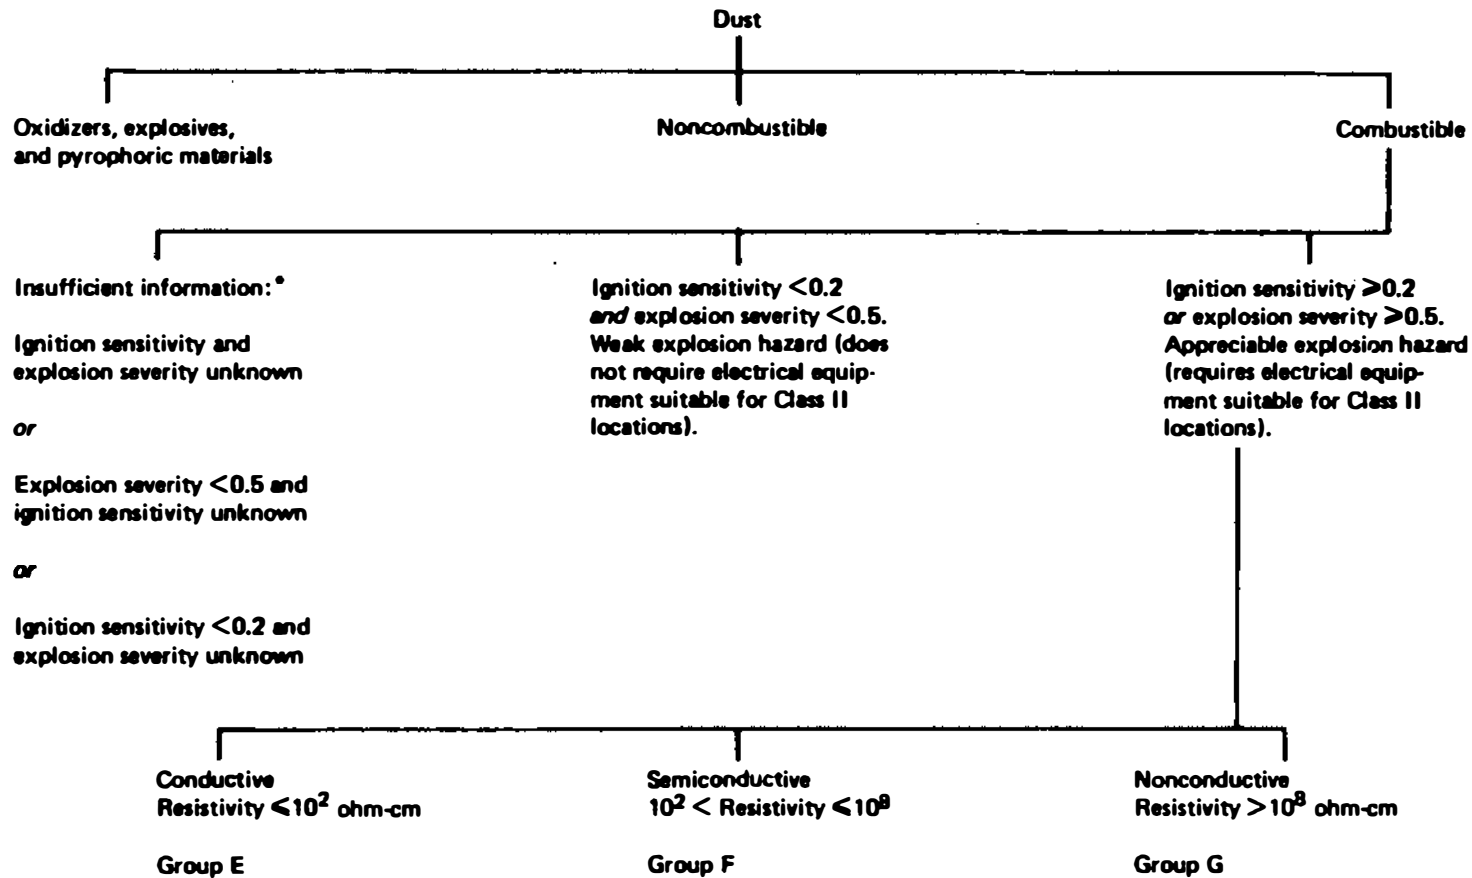 Dust
Oxidizers, explosives,
and pyrophoric materials
Noncombustible
Combustible
Insufficient information:*
Ignition sensitivity and
explosion severity unknown
or
Explosion severity <0.5 and
ignition sensitivity unknown
or
Ignition sensitivity <0.2 and
explosion severity unknown
Ignition sensitivity <0.2
and explosion severity <0.5.
Weak explosion hazard (does
not require electrical equip-
ment suitable for Class II
locations).
Ignition sensitivity ⩾0.2
or explosion severity ⩾0.5.
Appreciable explosion hazard
(requires electrical equip-
ment suitable for Class II
locations).
Conductive
Resistivity ⩽10² ohm-cm
Group E
Semiconductive
10² < Resistivity ⩽10⁸
Group F
Nonconductive
Resistivity >10⁸ ohm-cm
Group G